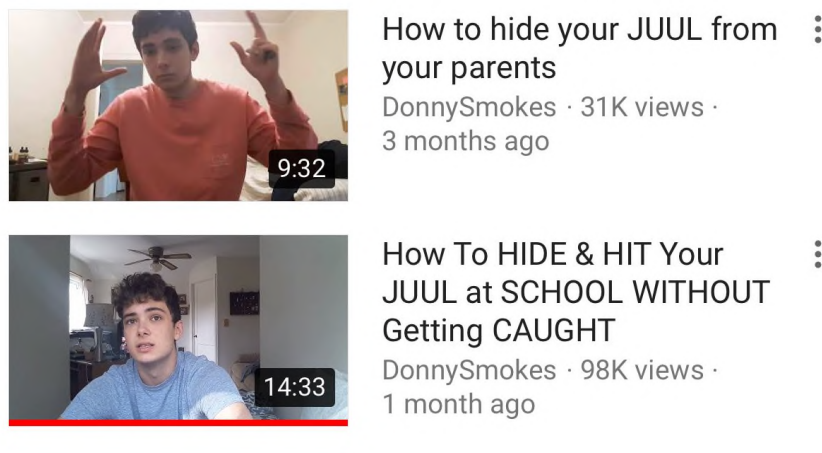 How to hide your JUUL from
your parents
DonnySmokes · 31K views ·
3 months ago
9:32
How To HIDE & HIT Your
JUUL at SCHOOL WITHOUT
Getting CAUGHT
DonnySmokes · 98K views ·
1 month ago
14:33